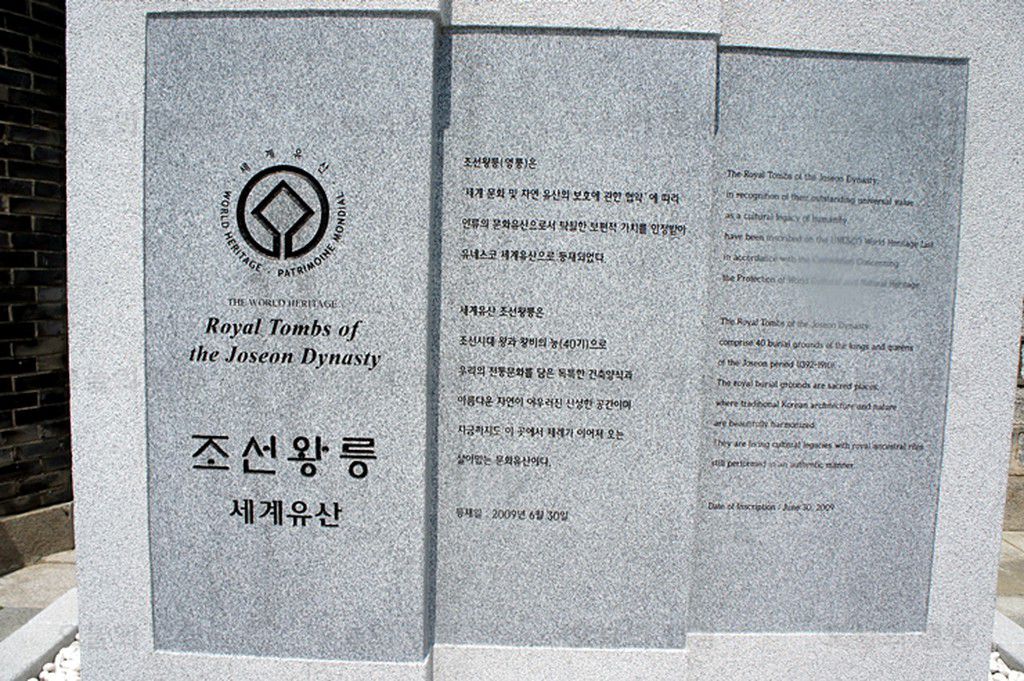 세계유산
WORLD HERITAGE · PATRIMOINE MONDIAL
THE WORLD HERITAGE
Royal Tombs of
the Joseon Dynasty
조선왕릉
세계유산
조선왕릉(영릉)은
'세계 문화 및 자연 유산의 보호에 관한 협약'에 따라
인류의 문화유산으로서 탁월한 보편적 가치를 인정받아
유네스코 세계유산으로 등재되었다.
세계유산 조선왕릉은
조선시대 왕과 왕비의 능(40기)으로
우리의 전통문화를 담은 독특한 건축양식과
아름다운 자연이 어우러진 신성한 공간이며
지금까지도 이 곳에서 제례가 이어져 오는
살아있는 문화유산이다.
등재일 : 2009년 6월 30일
The Royal Tombs of the Joseon Dynasty
in recognition of their outstanding universal value
as a cultural legacy of humanity
have been inscribed on the UNESCO World Heritage List
in accordance with the Convention Concerning
the Protection of World Cultural and Natural Heritage
The Royal Tombs of the Joseon Dynasty
comprise 40 burial grounds of the kings and queens
of the Joseon period (1392-1910).
The royal burial grounds are sacred places,
where traditional Korean architecture and nature
are beautifully harmonized.
They are living cultural legacies with royal ancestral rites
still performed in an authentic manner.
Date of Inscription : June 30, 2009